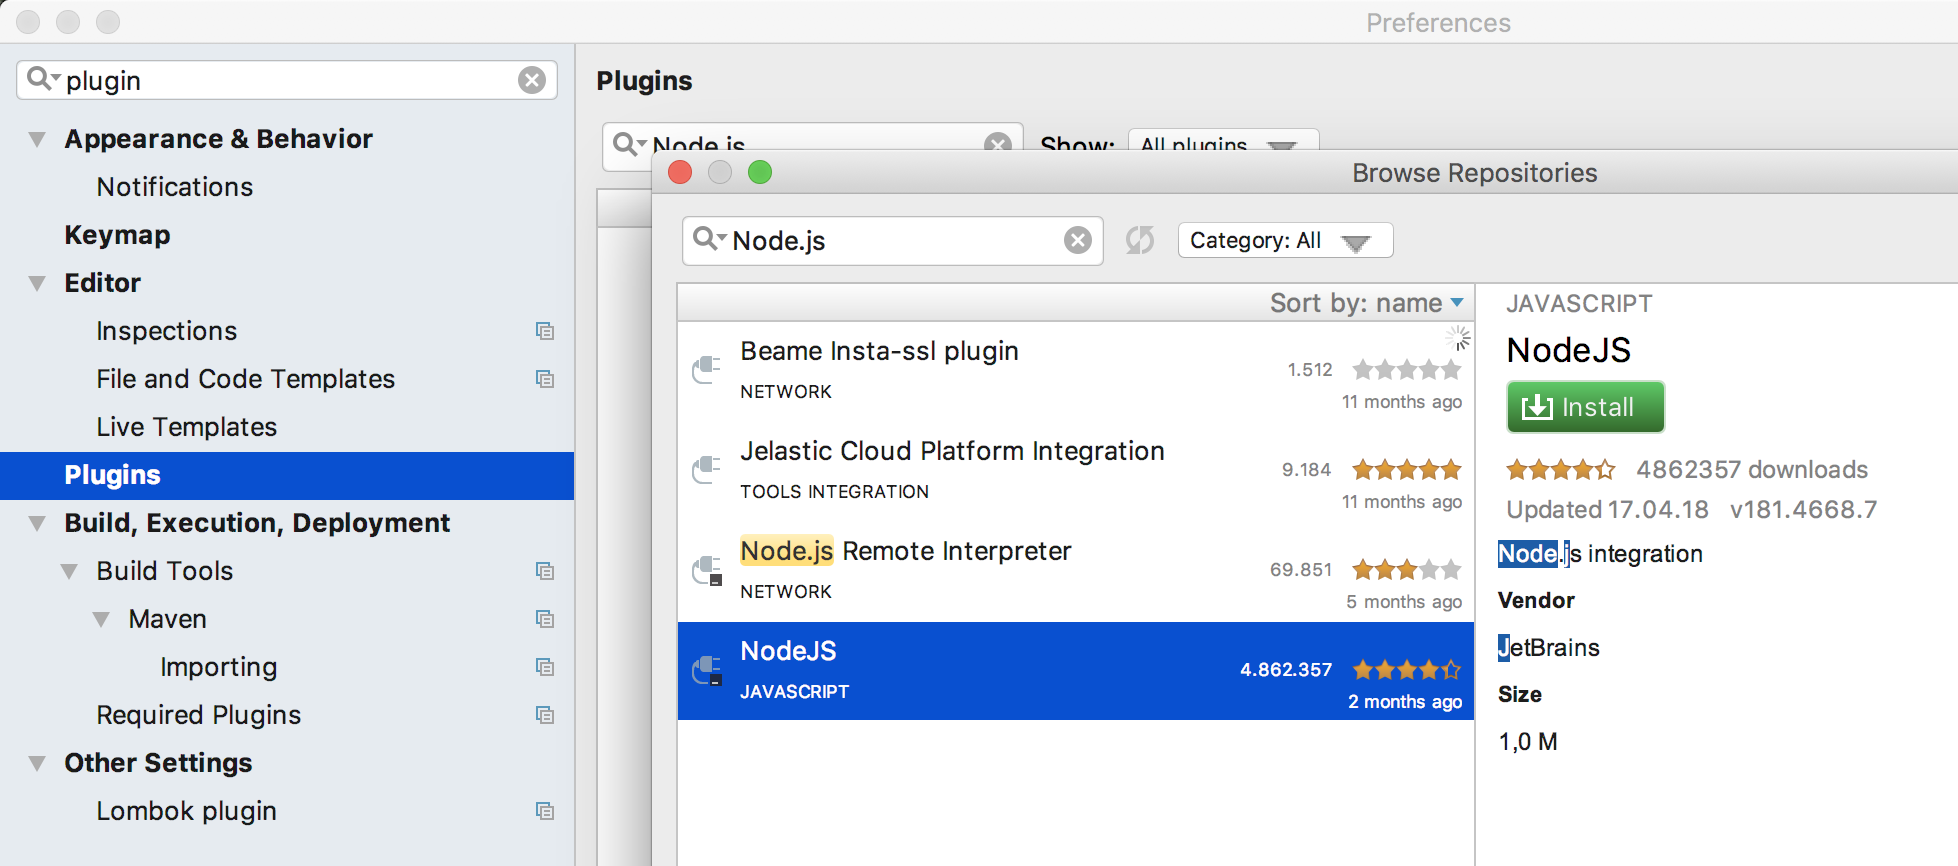 Preferences
plugin
Appearance & Behavior
Notifications
Keymap
Editor
Inspections
File and Code Templates
Live Templates
Plugins
Build, Execution, Deployment
Build Tools
Maven
Importing
Required Plugins
Other Settings
Lombok plugin
Plugins
Node.js
Show: All plugins
Browse Repositories
Node.js
Category: All
Sort by: name
Beame Insta-ssl plugin
1.512
NETWORK
11 months ago
Jelastic Cloud Platform Integration
9.184
TOOLS INTEGRATION
11 months ago
Node.js Remote Interpreter
69.851
NETWORK
5 months ago
NodeJS
4.862.357
JAVASCRIPT
2 months ago
JAVASCRIPT
NodeJS
Install
4862357 downloads
Updated 17.04.18 v181.4668.7
Node.js integration
Vendor
JetBrains
Size
1,0 M